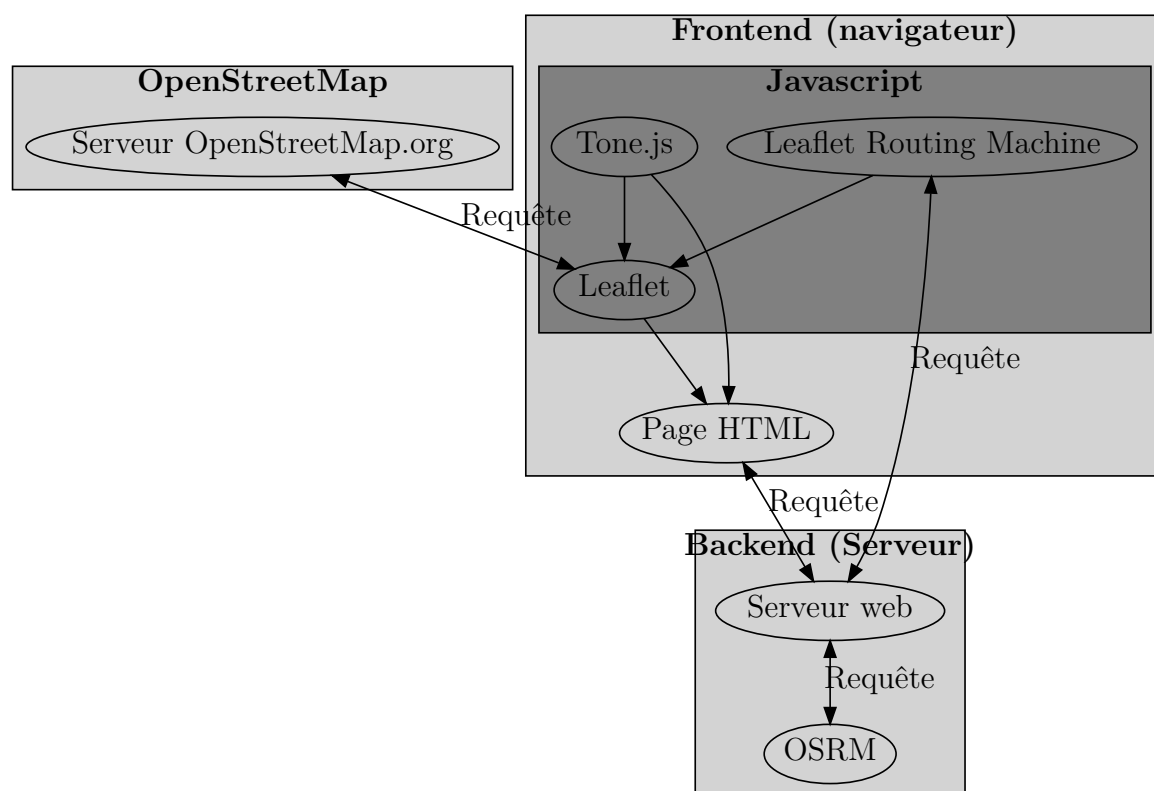 Frontend (navigateur)
OpenStreetMap
Javascript
Serveur OpenStreetMap.org
Tone.js
Leaflet Routing Machine
Requête
Leaflet
Requête
Page HTML
Requête
Backend (Serveur)
Serveur web
Requête
OSRM